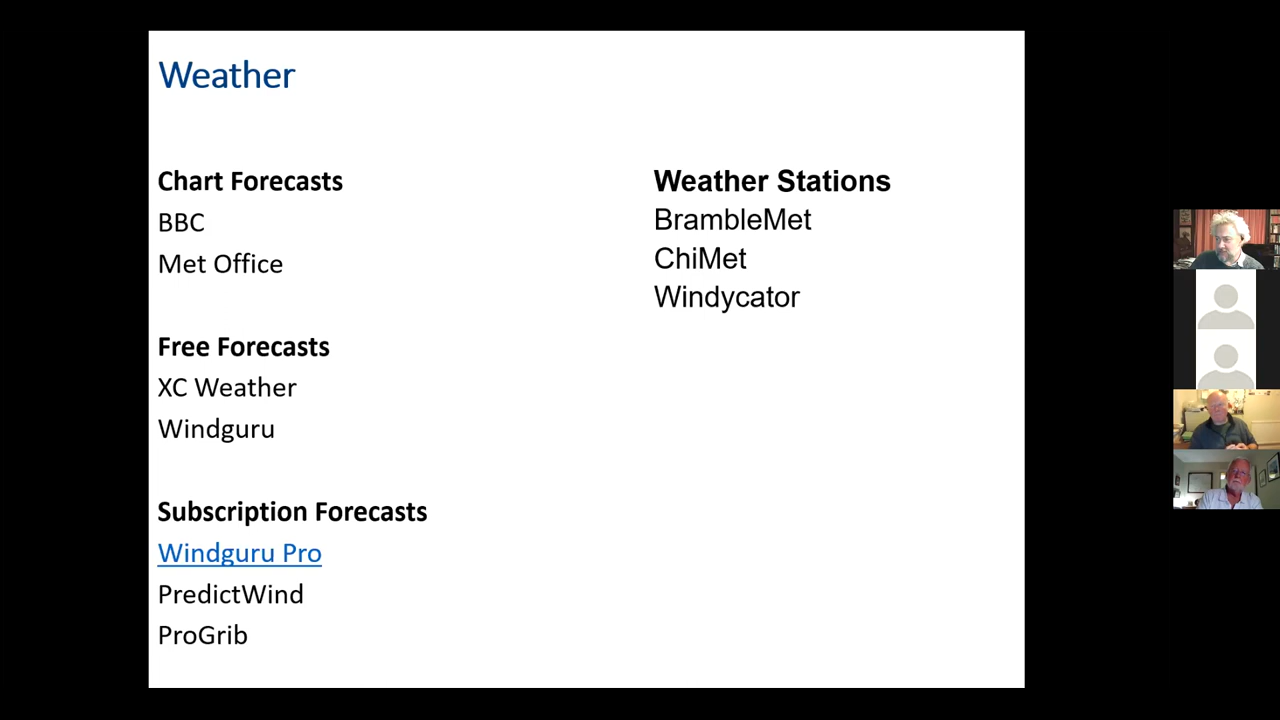 Weather
Chart Forecasts
BBC
Met Office
Free Forecasts
XC Weather
Windguru
Subscription Forecasts
Windguru Pro
PredictWind
ProGrib
Weather Stations
BrambleMet
ChiMet
Windycator